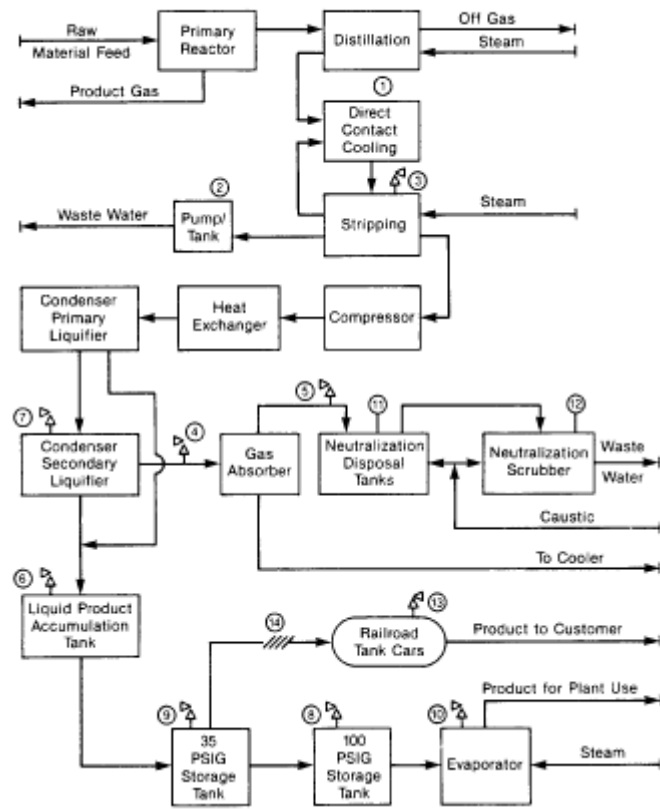 Raw
Material Feed
Primary
Reactor
Distillation
Off Gas
Steam
Product Gas
1
Direct
Contact
Cooling
2
3
Waste Water
Pump/
Tank
Stripping
Steam
Condenser
Primary
Liquifier
Heat
Exchanger
Compressor
7
4
5
11
12
Condenser
Secondary
Liquifier
Gas
Absorber
Neutralization
Disposal
Tanks
Neutralization
Scrubber
Waste
Water
Caustic
To Cooler
6
Liquid Product
Accumulation
Tank
14
13
Railroad
Tank Cars
Product to Customer
Product for Plant Use
9
8
10
35
PSIG
Storage
Tank
100
PSIG
Storage
Tank
Evaporator
Steam